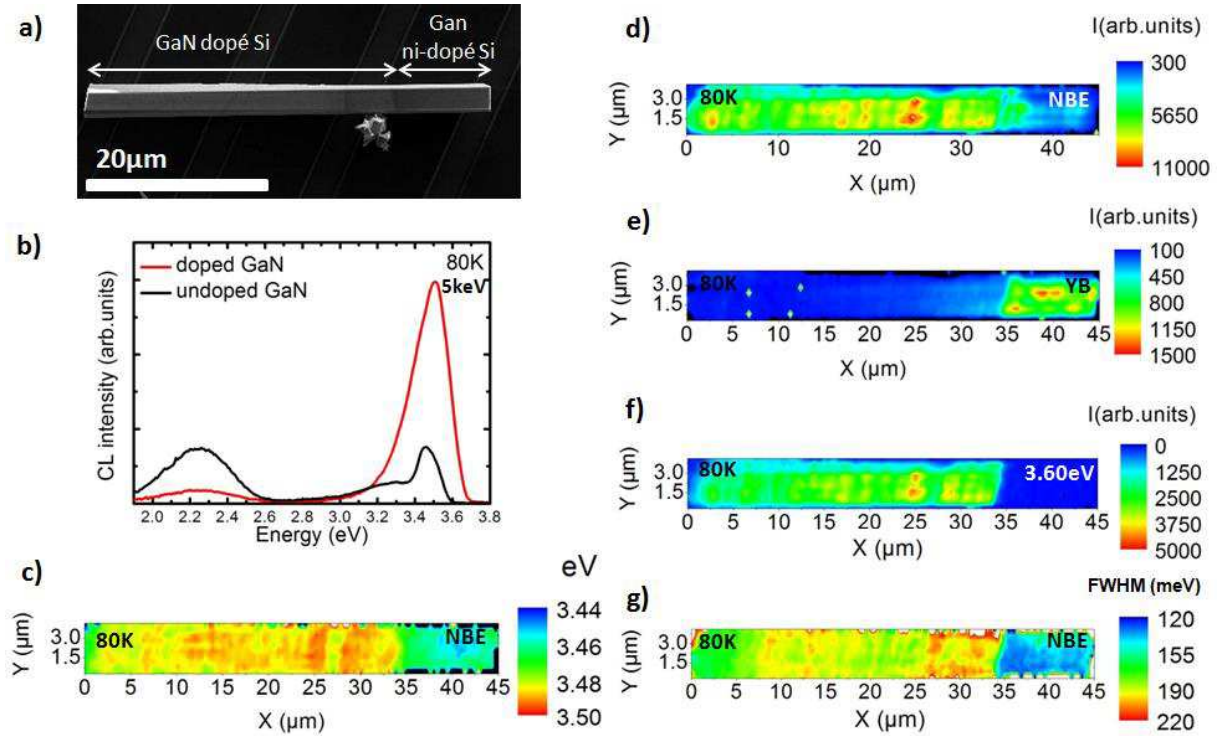 a)
GaN dopé Si
Gan
ni-dopé Si
20µm
b)
doped GaN
undoped GaN
80K
5keV
CL intensity (arb.units)
2.0 2.2 2.4 2.6 2.8 3.0 3.2 3.4 3.6 3.8
Energy (eV)
c)
eV
80K
NBE
Y (µm)
3.0
1.5
0 5 10 15 20 25 30 35 40 45
X (µm)
3.44
3.46
3.48
3.50
d)
I(arb.units)
80K
NBE
Y (µm)
3.0
1.5
0 5 10 15 20 25 30 35 40
X (µm)
300
5650
11000
e)
I(arb.units)
80K
YB
Y (µm)
3.0
1.5
0 5 10 15 20 25 30 35 40 45
X (µm)
100
450
800
1150
1500
f)
I(arb.units)
80K
3.60eV
Y (µm)
3.0
1.5
0 5 10 15 20 25 30 35 40 45
X (µm)
0
1250
2500
3750
5000
g)
FWHM (meV)
80K
NBE
Y (µm)
3.0
1.5
0 5 10 15 20 25 30 35 40 45
X (µm)
120
155
190
220